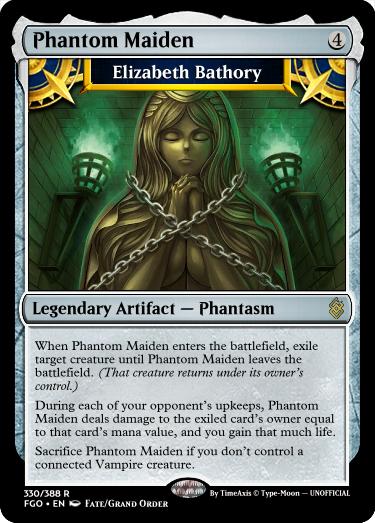 Phantom Maiden 4
Elizabeth Bathory
Legendary Artifact — Phantasm
When Phantom Maiden enters the battlefield, exile
target creature until Phantom Maiden leaves the
battlefield. (That creature returns under its owner's
control.)
During each of your opponent's upkeeps, Phantom
Maiden deals damage to the exiled card's owner equal
to that card's mana value, and you gain that much life.
Sacrifice Phantom Maiden if you don't control a
connected Vampire creature.
330/388 R
FGO • EN Fate/Grand Order
By TimeAxis © Type-Moon — UNOFFICIAL